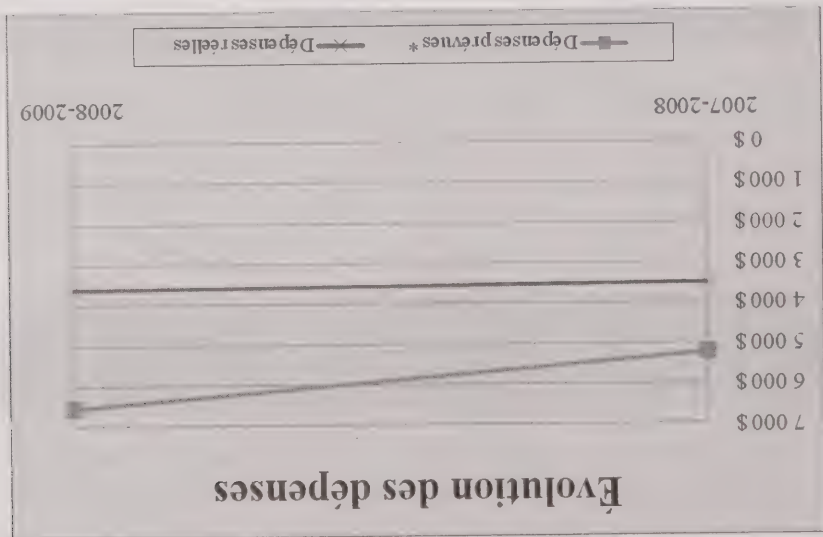 Évolution des dépenses
7 000 $
6 000 $
5 000 $
4 000 $
3 000 $
2 000 $
1 000 $
0 $
2007-2008 2008-2009
Dépenses prévues * Dépenses réelles